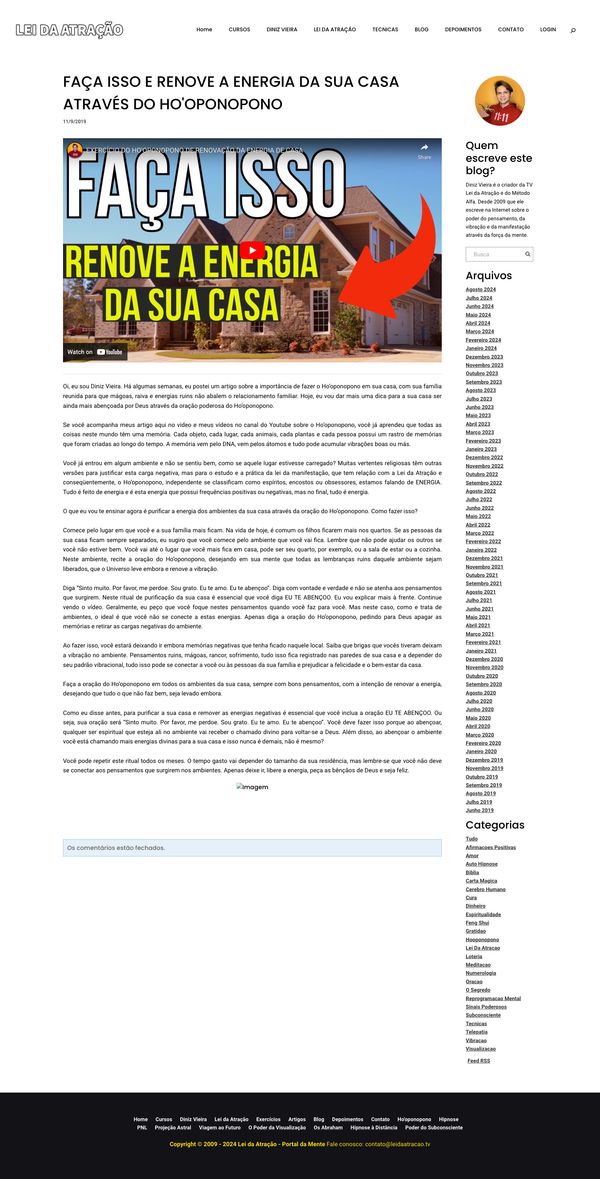 LEI DA ATRAÇÃO
Home CURSOS DINIZ VIEIRA LEI DA ATRAÇÃO TECNICAS BLOG DEPOIMENTOS CONTATO LOGIN
FAÇA ISSO E RENOVE A ENERGIA DA SUA CASA
ATRAVÉS DO HO'OPONOPONO
11/9/2019
EXERCÍCIO DO HO'OPONOPONO DE RENOVAÇÃO DA ENERGIA DE CASA
Share
FAÇA ISSO
RENOVE A ENERGIA
DA SUA CASA
Watch on YouTube
Oi, eu sou Diniz Vieira. Há algumas semanas, eu postei um artigo sobre a importância de fazer o Ho'oponopono em sua casa, com sua família
reunida para que mágoas, raiva e energias ruins não abalem o relacionamento familiar. Hoje, eu vou dar mais uma dica para a sua casa ser
ainda mais abençoada por Deus através da oração poderosa do Ho'oponopono.
Se você acompanha meus artigo aqui no video e meus vídeos no canal do Youtube sobre o Ho'oponopono, você já aprendeu que todas as
coisas neste mundo têm uma memória. Cada objeto, cada lugar, cada animais, cada plantas e cada pessoa possui um rastro de memórias
que foram criadas ao longo do tempo. A memória vem pelo DNA, vem pelos átomos e tudo pode acumular vibrações boas ou más.
Você já entrou em algum ambiente e não se sentiu bem, como se aquele lugar estivesse carregado? Muitas vertentes religiosas têm outras
versões para justificar esta carga negativa, mas para o estudo e a prática da lei da manifestação, que tem relação com a Lei da Atração e
conseqüentemente, o Ho'oponopono, independente se classificam como espíritos, encostos ou obsessores, estamos falando de ENERGIA.
Tudo é feito de energia e é esta energia que possui frequências positivas ou negativas, mas no final, tudo é energia.
O que eu vou te ensinar agora é purificar a energia dos ambientes da sua casa através da oração do Ho'oponopono. Como fazer isso?
Comece pelo lugar em que você e a sua família mais ficam. Na vida de hoje, é comum os filhos ficarem mais nos quartos. Se as pessoas da
sua casa ficam sempre separados, eu sugiro que você comece pelo ambiente que você vai fica. Lembre que não pode ajudar os outros se
você não estiver bem. Você vai até o lugar que você mais fica em casa, pode ser seu quarto, por exemplo, ou a sala de estar ou a cozinha.
Neste ambiente, recite a oração do Ho'oponopono, desejando em sua mente que todas as lembranças ruins daquele ambiente sejam
liberados, que o Universo leve embora e renove a vibração.
Diga "Sinto muito. Por favor, me perdoe. Sou grato. Eu te amo. Eu te abençoo". Diga com vontade e verdade e não se atenha aos pensamentos
que surgirem. Neste ritual de purificação da sua casa é essencial que você diga EU TE ABENÇOO. Eu vou explicar mais à frente. Continue
vendo o vídeo. Geralmente, eu peço que você foque nestes pensamentos quando você faz para você. Mas neste caso, como e trata de
ambientes, o ideal é que você não se conecte a estas energias. Apenas diga a oração do Ho'oponopono, pedindo para Deus apagar as
memórias e retirar as cargas negativas do ambiente.
Ao fazer isso, você estará deixando ir embora memórias negativas que tenha ficado naquele local. Saiba que brigas que vocês tiveram deixam
a vibração no ambiente. Pensamentos ruins, mágoas, rancor, sofrimento, tudo isso fica registrado nas paredes de sua casa e a depender do
seu padrão vibracional, tudo isso pode se conectar a você ou às pessoas da sua família e prejudicar a felicidade e o bem-estar da casa.
Faça a oração do Ho'oponopono em todos os ambientes da sua casa, sempre com bons pensamentos, com a intenção de renovar a energia,
desejando que tudo o que não faz bem, seja levado embora.
Como eu disse antes, para purificar a sua casa e remover as energias negativas é essencial que você inclua a oração EU TE ABENÇOO. Ou
seja, sua oração será "Sinto muito. Por favor, me perdoe. Sou grato. Eu te amo. Eu te abençoo". Você deve fazer isso porque ao abençoar,
qualquer ser espiritual que esteja ali no ambiente vai receber o chamado divino para voltar-se a Deus. Além disso, ao abençoar o ambiente
você está chamando mais energias divinas para a sua casa e isso nunca é demais, não é mesmo?
Você pode repetir este ritual todos os meses. O tempo gasto vai depender do tamanho da sua residência, mas lembre-se que você não deve
se conectar aos pensamentos que surgirem nos ambientes. Apenas deixe ir, libere a energia, peça as bênçãos de Deus e seja feliz.
Imagem
Os comentários estão fechados.
11:11
Quem
escreve este
blog?
Diniz Vieira é o criador da TV
Lei da Atração e do Método
Alfa. Desde 2009 que ele
escreve na Internet sobre o
poder do pensamento, da
vibração e da manifestação
através da força da mente.
Busca
Arquivos
Agosto 2024
Julho 2024
Junho 2024
Maio 2024
Abril 2024
Março 2024
Fevereiro 2024
Janeiro 2024
Dezembro 2023
Novembro 2023
Outubro 2023
Setembro 2023
Agosto 2023
Julho 2023
Junho 2023
Maio 2023
Abril 2023
Março 2023
Fevereiro 2023
Janeiro 2023
Dezembro 2022
Novembro 2022
Outubro 2022
Setembro 2022
Agosto 2022
Julho 2022
Junho 2022
Maio 2022
Abril 2022
Março 2022
Fevereiro 2022
Janeiro 2022
Dezembro 2021
Novembro 2021
Outubro 2021
Setembro 2021
Agosto 2021
Julho 2021
Junho 2021
Maio 2021
Abril 2021
Março 2021
Fevereiro 2021
Janeiro 2021
Dezembro 2020
Novembro 2020
Outubro 2020
Setembro 2020
Agosto 2020
Julho 2020
Junho 2020
Maio 2020
Abril 2020
Março 2020
Fevereiro 2020
Janeiro 2020
Dezembro 2019
Novembro 2019
Outubro 2019
Setembro 2019
Agosto 2019
Julho 2019
Junho 2019
Categorias
Tudo
Afirmacoes Positivas
Amor
Auto Hipnose
Biblia
Carta Magica
Cerebro Humano
Cura
Dinheiro
Espiritualidade
Feng Shui
Gratidao
Hooponopono
Lei Da Atracao
Loteria
Meditacao
Numerologia
Oracao
O Segredo
Reprogramacao Mental
Sinais Poderosos
Subconsciente
Tecnicas
Telepatia
Vibracao
Visualizacao
Feed RSS
Home Cursos Diniz Vieira Lei da Atração Exercícios Artigos Blog Depoimentos Contato Ho'oponopono Hipnose
PNL Projeção Astral Viagem ao Futuro O Poder da Visualização Os Abraham Hipnose à Distância Poder do Subconsciente
Copyright © 2009 - 2024 Lei da Atração - Portal da Mente Fale conosco: contato@leidaatracao.tv